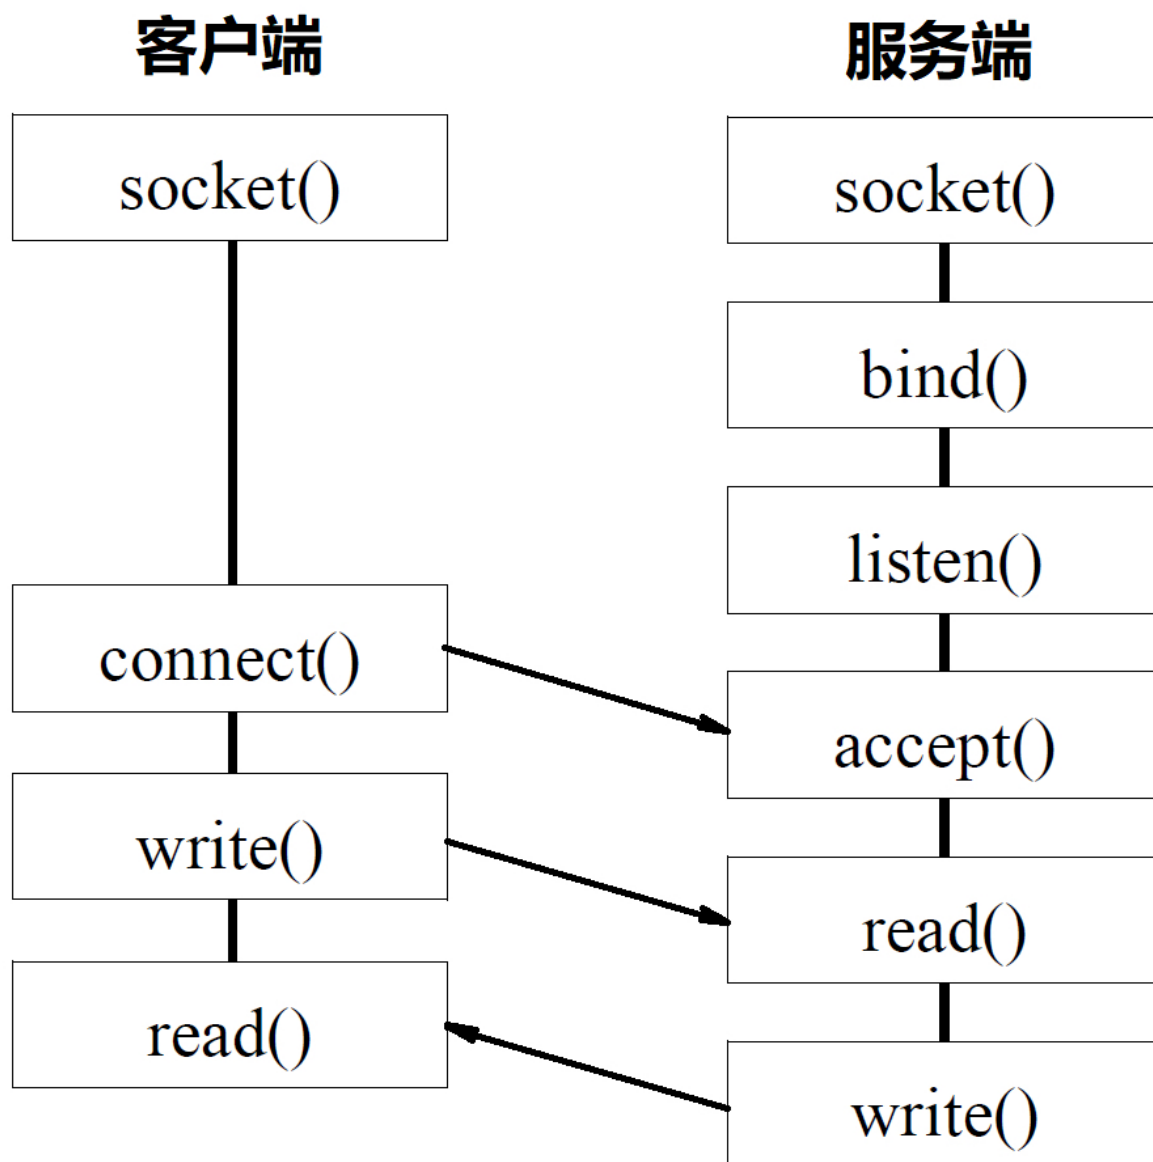 客户端
socket()
connect()
write()
read()
服务端
socket()
bind()
listen()
accept()
read()
write()